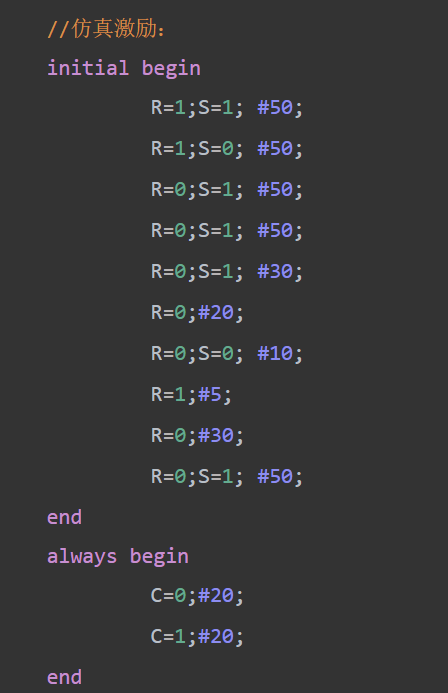 //仿真激励：
initial begin
R=1;S=1; #50;
R=1;S=0; #50;
R=0;S=1; #50;
R=0;S=1; #50;
R=0;S=1; #30;
R=0;#20;
R=0;S=0; #10;
R=1;#5;
R=0;#30;
R=0;S=1; #50;
end
always begin
C=0;#20;
C=1;#20;
end